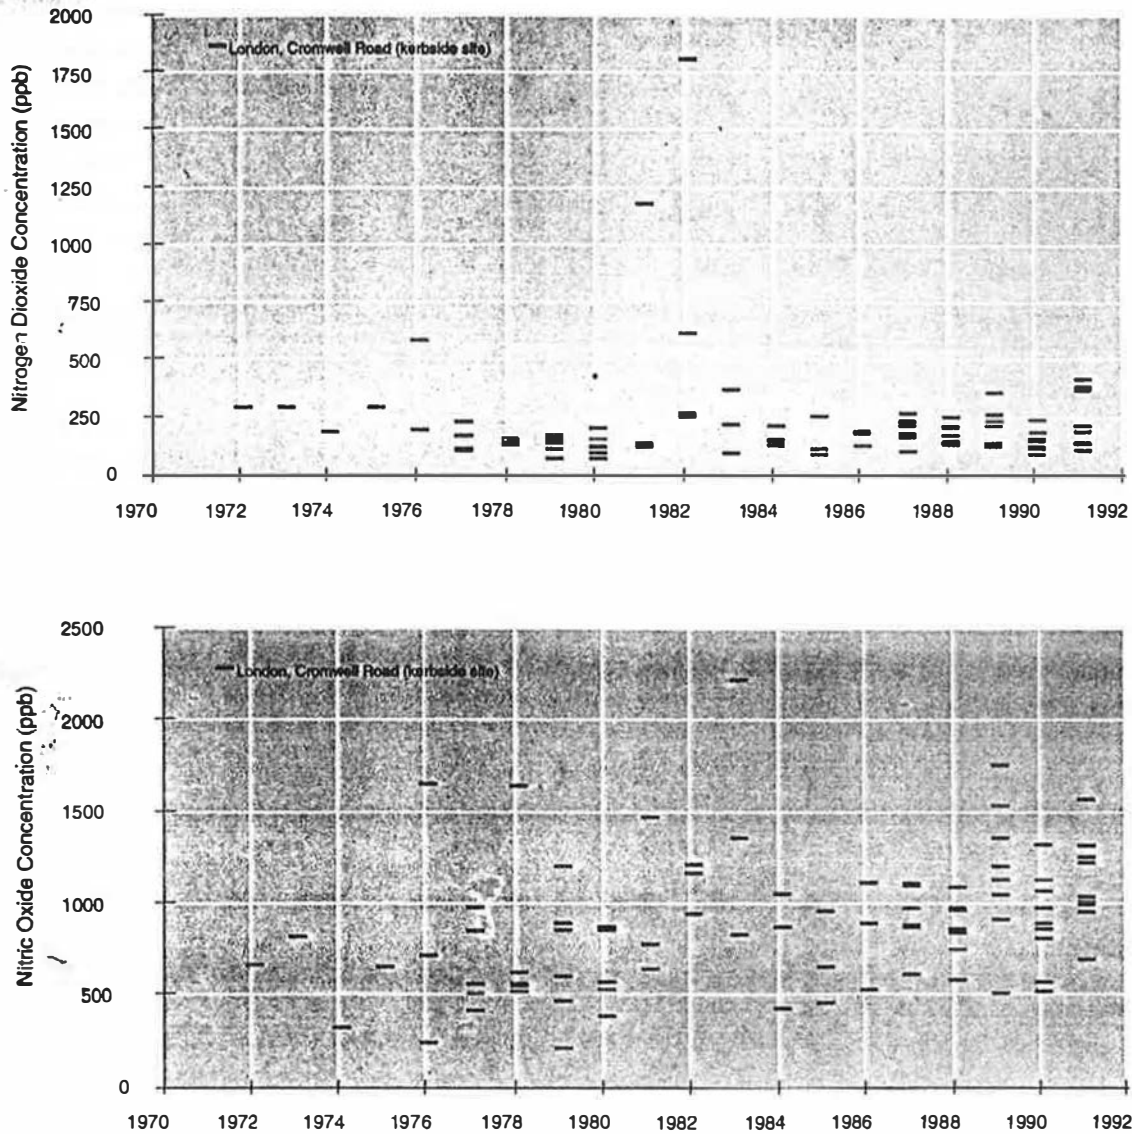 2000
London, Cromwell Road (kerbside site)
1750
1500
1250
1000
750
500
250
0
Nitrogen Dioxide Concentration (ppb)
1970 1972 1974 1976 1978 1980 1982 1984 1986 1988 1990 1992
2500
London, Cromwell Road (kerbside site)
2000
1500
1000
500
0
Nitric Oxide Concentration (ppb)
1970 1972 1974 1976 1978 1980 1982 1984 1986 1988 1990 1992